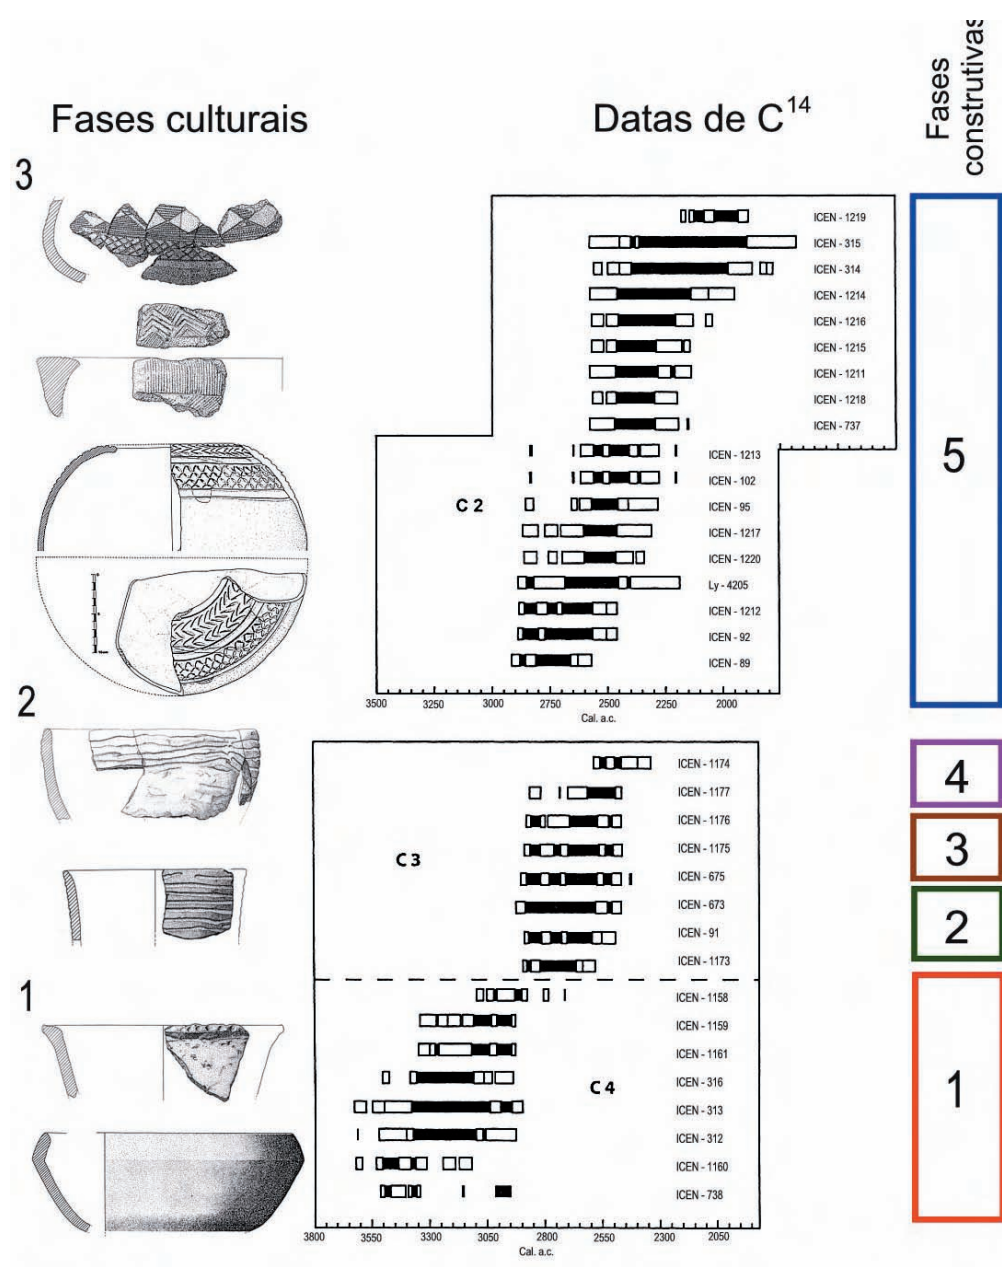 Fases culturais
Datas de C14
Fases
construtivas
3
ICEN - 1219
ICEN - 315
ICEN - 314
ICEN - 1214
ICEN - 1216
ICEN - 1215
ICEN - 1211
ICEN - 1218
ICEN - 737
ICEN - 1213
ICEN - 102
C 2
ICEN - 95
ICEN - 1217
ICEN - 1220
Ly - 4205
ICEN - 1212
ICEN - 92
ICEN - 89
3500 3250 3000 2750 2500 2250 2000
Cal. a.c.
5
2
ICEN - 1174
ICEN - 1177
ICEN - 1176
C 3
ICEN - 1175
ICEN - 675
ICEN - 673
ICEN - 91
ICEN - 1173
4
3
2
1
ICEN - 1158
ICEN - 1159
ICEN - 1161
ICEN - 316
C 4
ICEN - 313
ICEN - 312
ICEN - 1160
ICEN - 738
3800 3550 3300 3050 2800 2550 2300 2050
Cal. a.c.
1